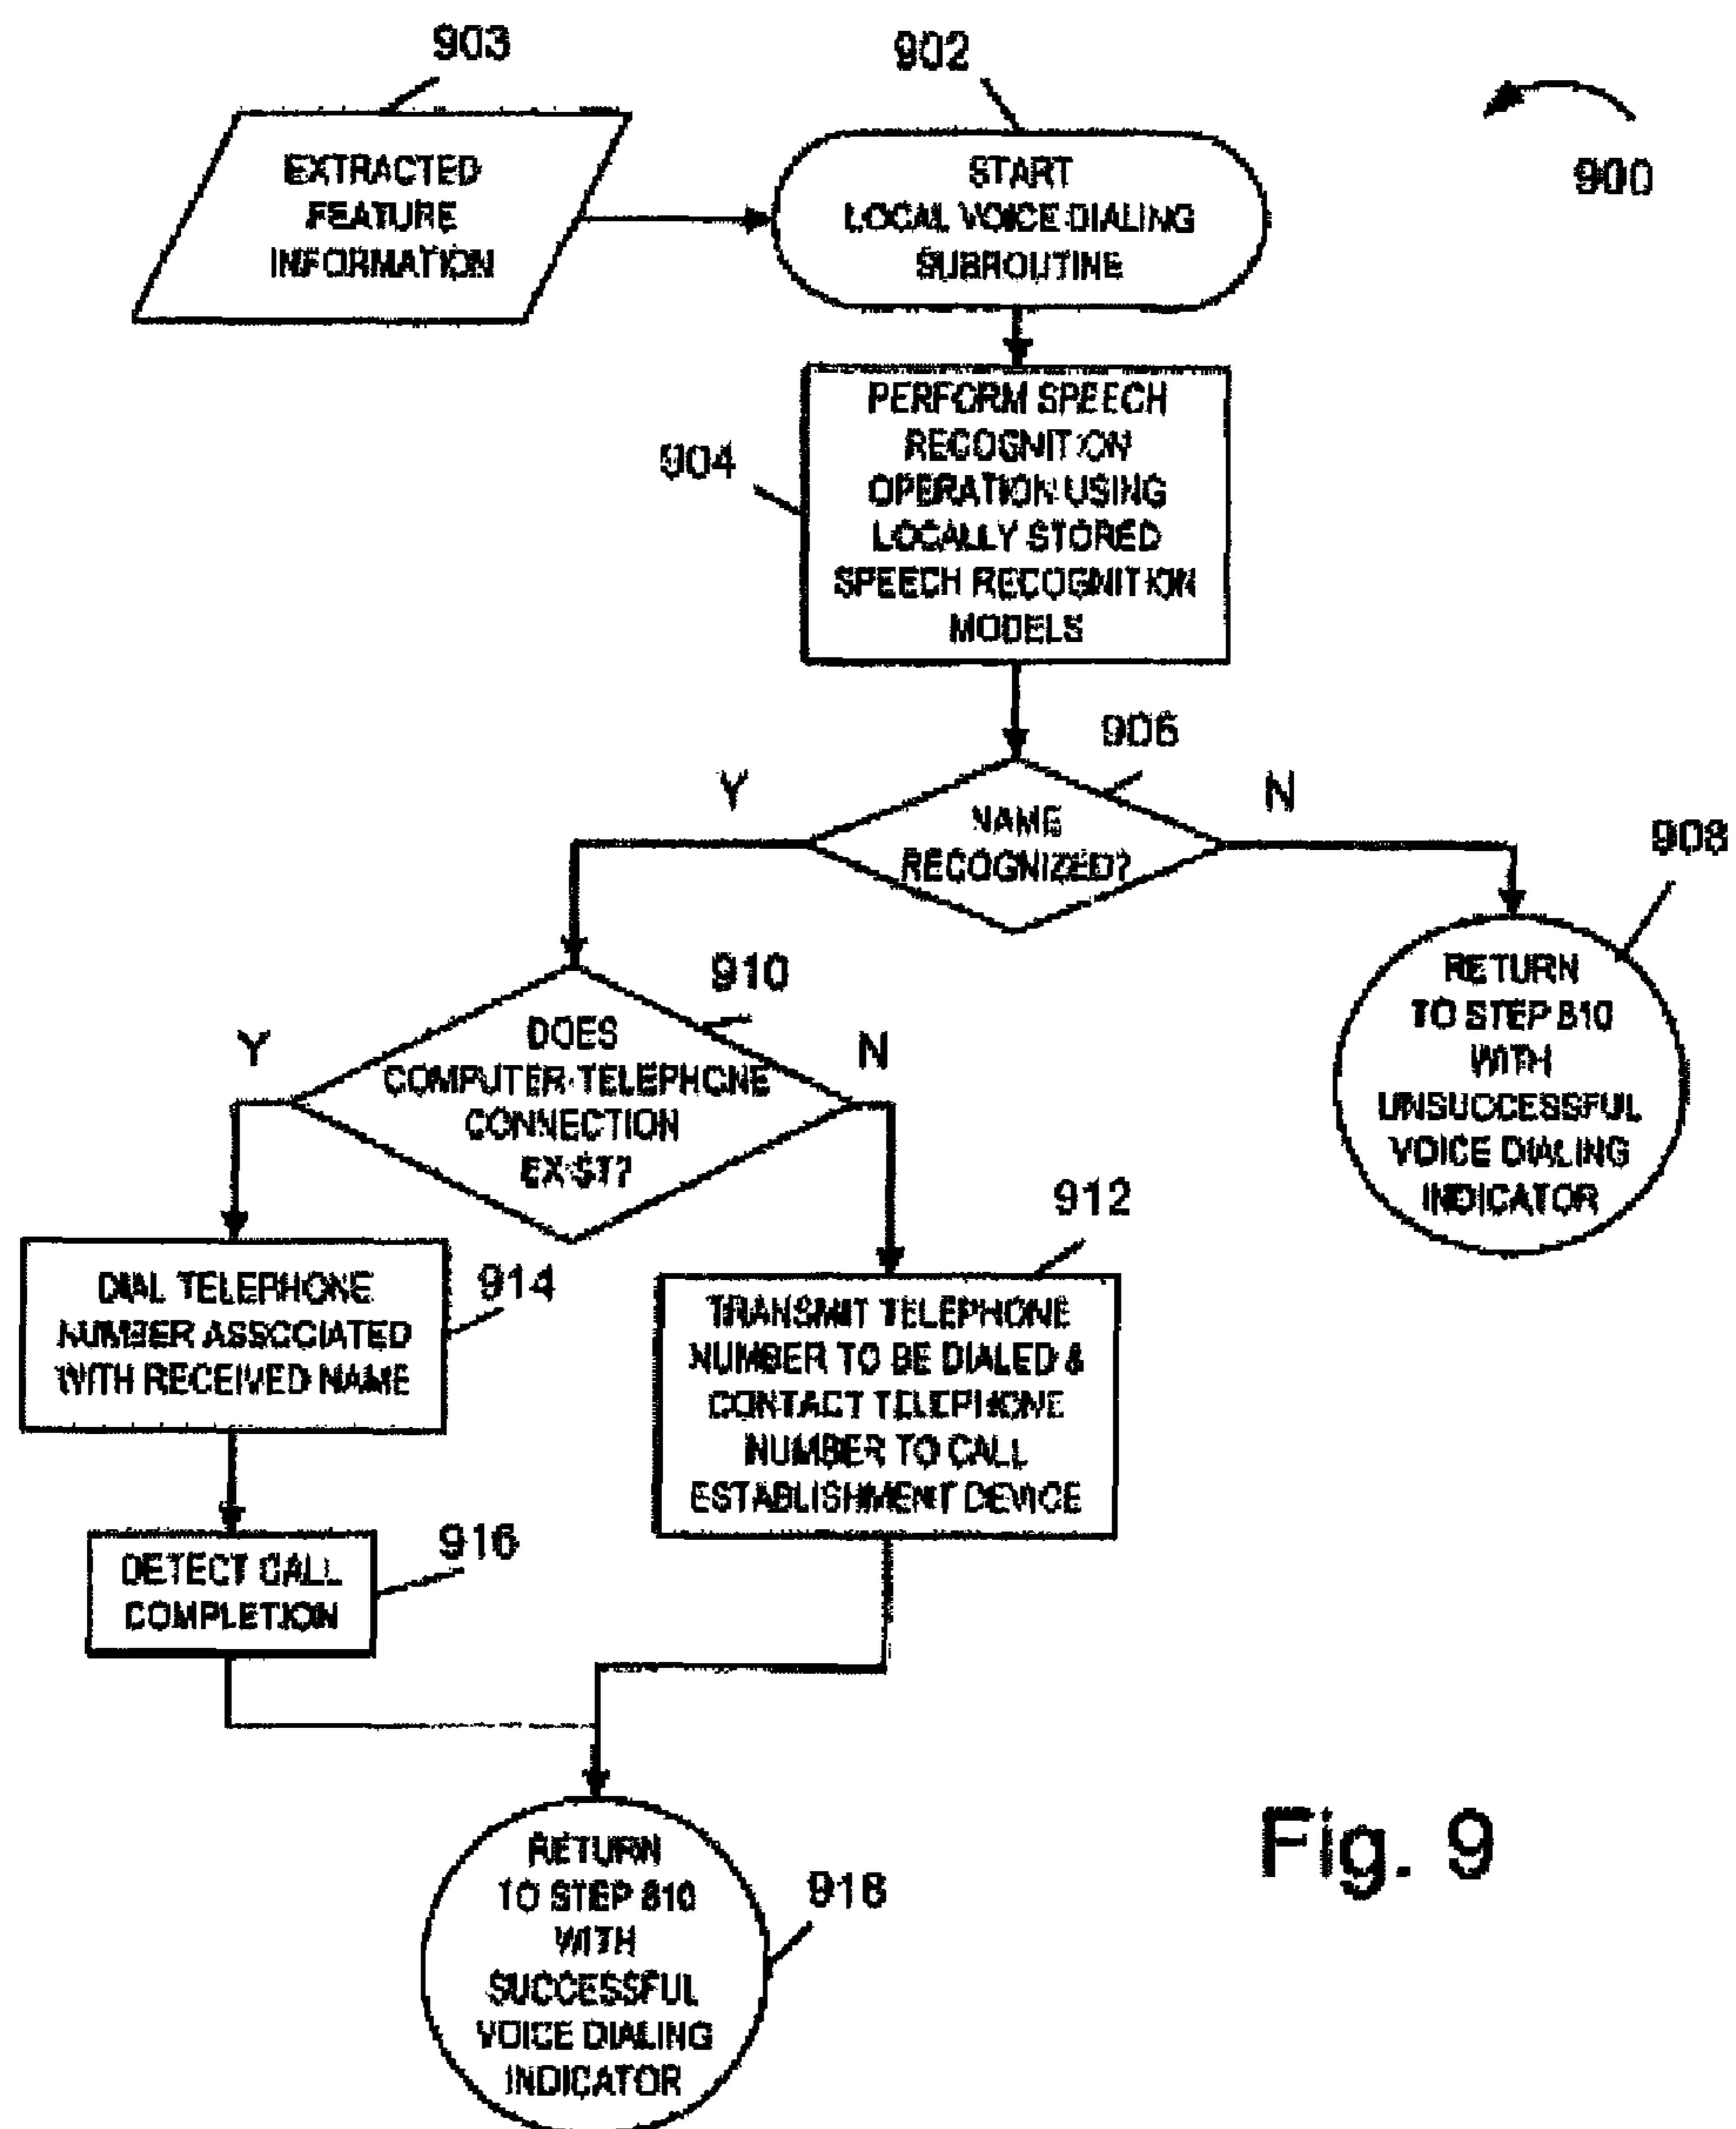 903
902
900
EXTRACTED
FEATURE
INFORMATION
START
LOCAL VOICE DIALING
SUBROUTINE
904
PERFORM SPEECH
RECOGNITION
OPERATION USING
LOCALLY STORED
SPEECH RECOGNITION
MODELS
906
Y
N
NAME
RECOGNIZED?
908
RETURN
TO STEP 810
WITH
UNSUCCESSFUL
VOICE DIALING
INDICATOR
910
Y
N
DOES
COMPUTER-TELEPHONE
CONNECTION
EXIST?
914
DIAL TELEPHONE
NUMBER ASSOCIATED
WITH RECEIVED NAME
912
TRANSMIT TELEPHONE
NUMBER TO BE DIALED &
CONTACT TELEPHONE
NUMBER TO CALL
ESTABLISHMENT DEVICE
916
DETECT CALL
COMPLETION
918
RETURN
TO STEP 810
WITH
SUCCESSFUL
VOICE DIALING
INDICATOR
Fig. 9